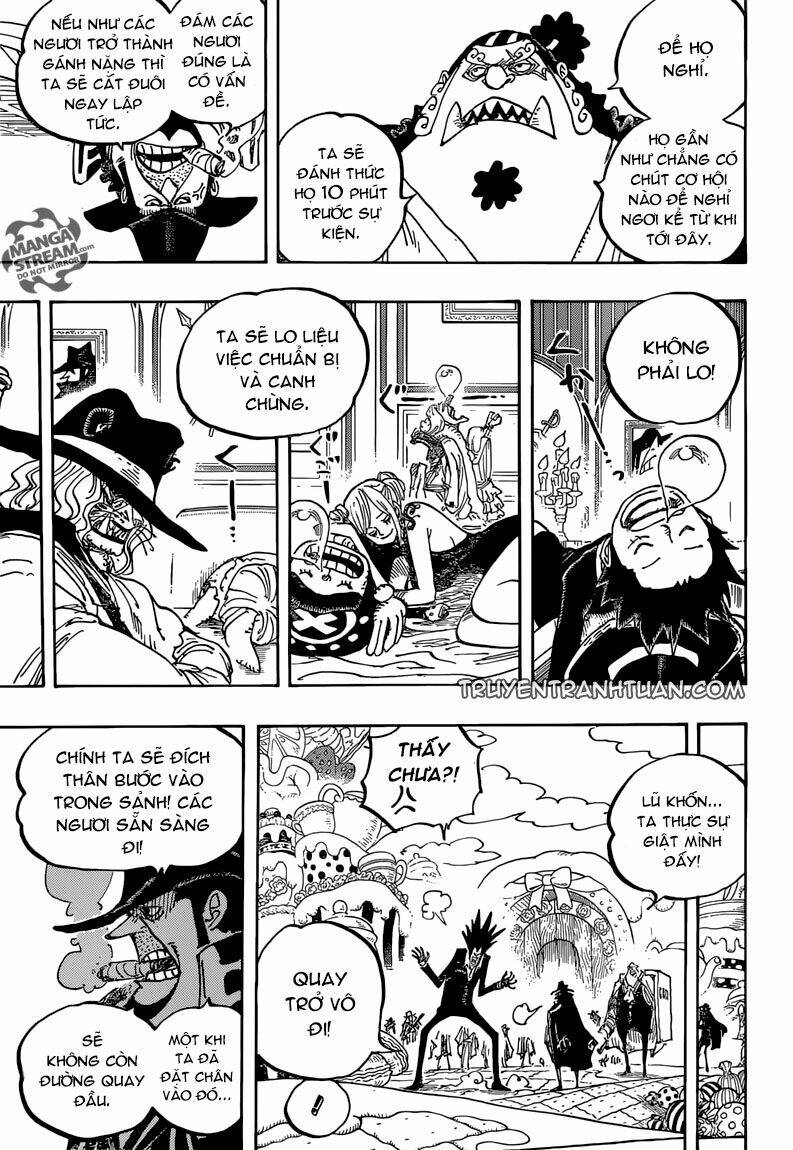 ĐỂ HỌ
NGHỈ.
HỌ GẦN
NHƯ CHẲNG CÓ
CHÚT CƠ HỘI
NÀO ĐỂ NGHỈ
NGƠI KỂ TỪ KHI
TỚI ĐÂY.
TA SẼ
ĐÁNH THỨC
HỌ 10 PHÚT
TRƯỚC SỰ
KIỆN.
ĐÁM CÁC
NGƯƠI
ĐÚNG LÀ
CÓ VẤN
ĐỀ.
NẾU NHƯ CÁC
NGƯƠI TRỞ THÀNH
GÁNH NẶNG THÌ
TA SẼ CẮT ĐUÔI
NGAY LẬP
TỨC.
MANGA
STREAM.com
DO NOT MIRROR!
KHÔNG
PHẢI LO!
TA SẼ LO LIỆU
VIỆC CHUẨN BỊ
VÀ CANH
CHỪNG.
TRUYENTRANHTUAN.COM
LŨ KHỐN...
TA THỰC SỰ
GIẬT MÌNH
ĐẤY!
THẤY
CHƯA?!
QUAY
TRỞ VÔ
ĐI!
!
CHÍNH TA SẼ ĐÍCH
THÂN BƯỚC VÀO
TRONG SẢNH! CÁC
NGƯƠI SẴN SÀNG
ĐI!
MỘT KHI
TA ĐÃ
ĐẶT CHÂN
VÀO ĐÓ...
SẼ
KHÔNG CÒN
ĐƯỜNG QUAY
ĐẦU.